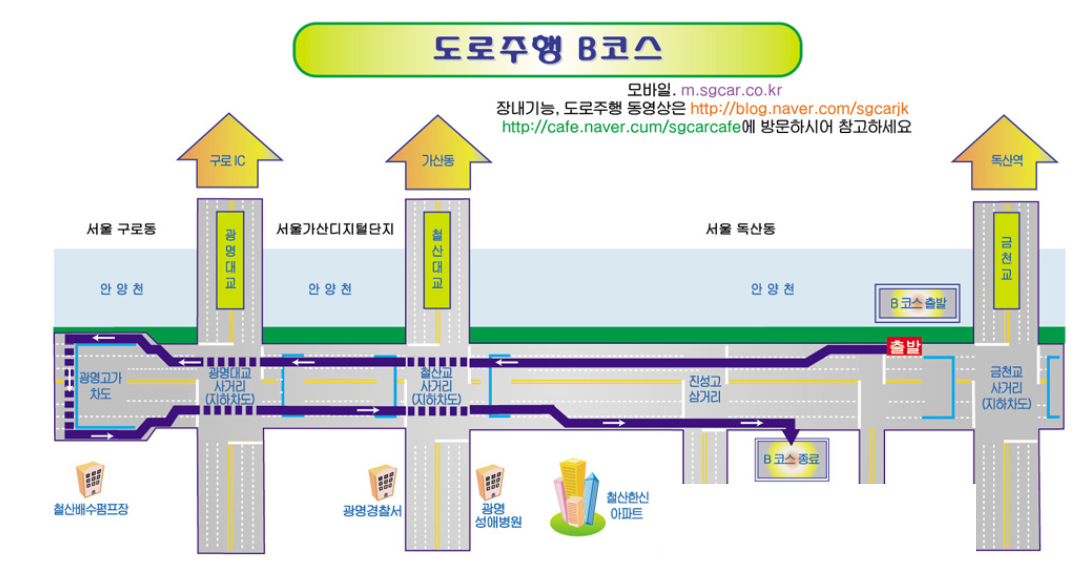 도로주행 B코스
모바일. m.sgcar.co.kr
장내기능, 도로주행 동영상은 http://blog.naver.com/sgcarjk
http://cafe.naver.cum/sgcarcafe에 방문하시어 참고하세요
구로 IC
가산동
독산역
서울 구로동
서울가산디지털단지
서울 독산동
광명대교
철산대교
금천교
안 양 천
안 양 천
안 양 천
B 코스 출발
출발
광명고가
차도
광명대교
사거리
(지하차도)
철산교
사거리
(지하차도)
진성고
삼거리
금천교
사거리
(지하차도)
B 코스 종료
철산배수펌프장
광명경찰서
광명
성애병원
철산한신
아파트